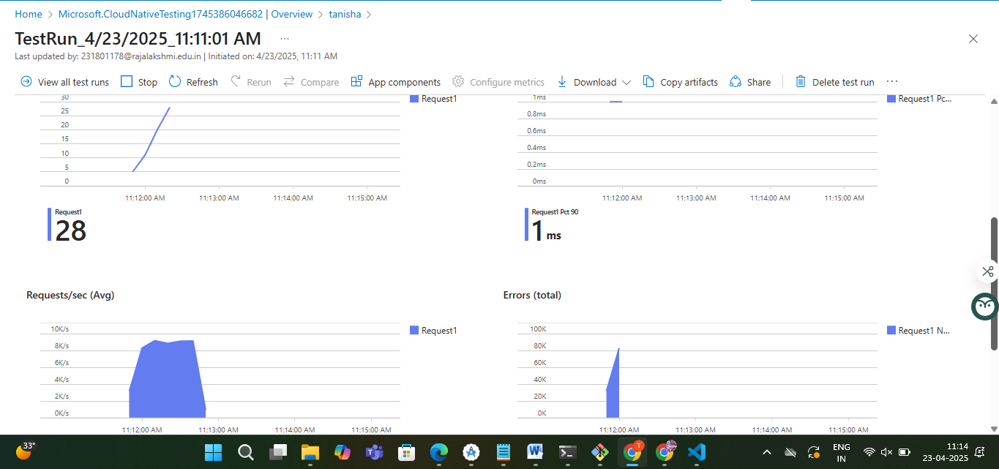 Home > Microsoft.CloudNativeTesting1745386046682 | Overview > tanisha >
TestRun_4/23/2025_11:11:01 AM ...
Last updated by: 231801178@rajalakshmi.edu.in | Initiated on: 4/23/2025, 11:11 AM
View all test runs Stop Refresh Rerun Compare App components Configure metrics Download Copy artifacts Share Delete test run ...
30
25
20
15
10
5
0
11:12:00 AM 11:13:00 AM 11:14:00 AM 11:15:00 AM
Request1
Request1
28
1ms
0.8ms
0.6ms
0.4ms
0.2ms
0ms
11:12:00 AM 11:13:00 AM 11:14:00 AM 11:15:00 AM
Request1 Pc...
Request1 Pct 90
1 ms
Requests/sec (Avg)
10K/s
8K/s
6K/s
4K/s
2K/s
0K/s
11:12:00 AM 11:13:00 AM 11:14:00 AM 11:15:00 AM
Request1
Errors (total)
100K
80K
60K
40K
20K
0K
11:12:00 AM 11:13:00 AM 11:14:00 AM 11:15:00 AM
Request1 N...
33°
ENG
IN
11:14
23-04-2025